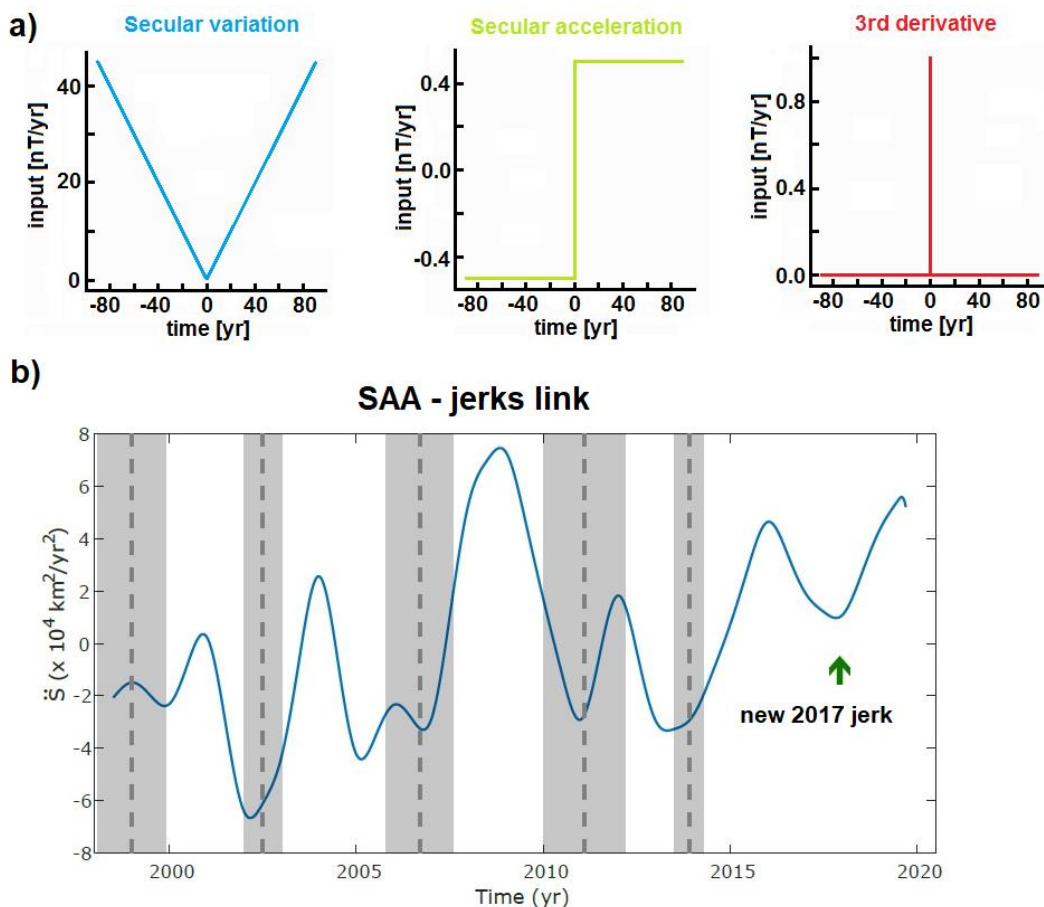 a)
Secular variation
Secular acceleration
3rd derivative
input [nT/yr]
40
20
0
-80 -40 0 40 80
time [yr]
input [nT/yr]
0.4
0.0
-0.4
-80 -40 0 40 80
time [yr]
input [nT/yr]
0.8
0.4
0.0
-80 -40 0 40 80
time [yr]
b)
SAA - jerks link
S̈ (x 10⁴ km²/yr²)
8
6
4
2
0
-2
-4
-6
-8
new 2017 jerk
2000 2005 2010 2015 2020
Time (yr)